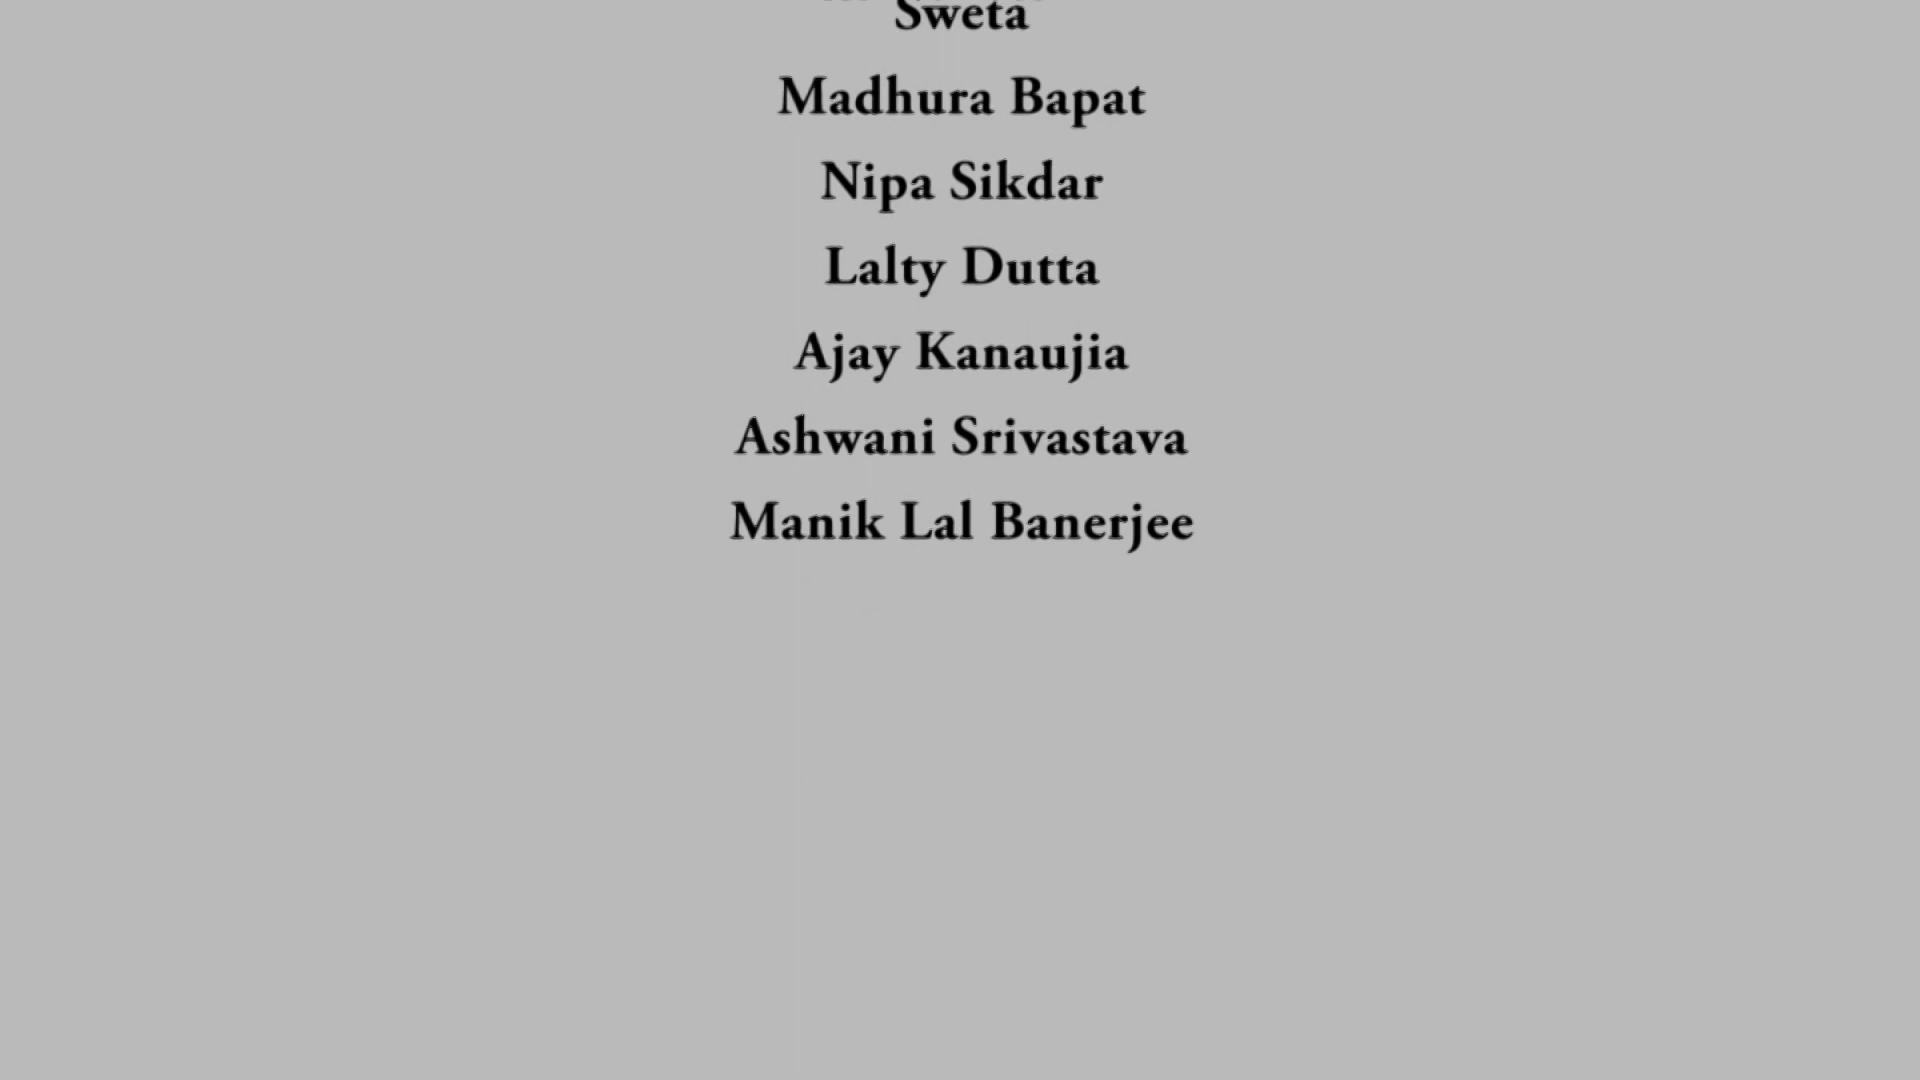 Sweta
Madhura Bapat
Nipa Sikdar
Lalty Dutta
Ajay Kanaujia
Ashwani Srivastava
Manik Lal Banerjee